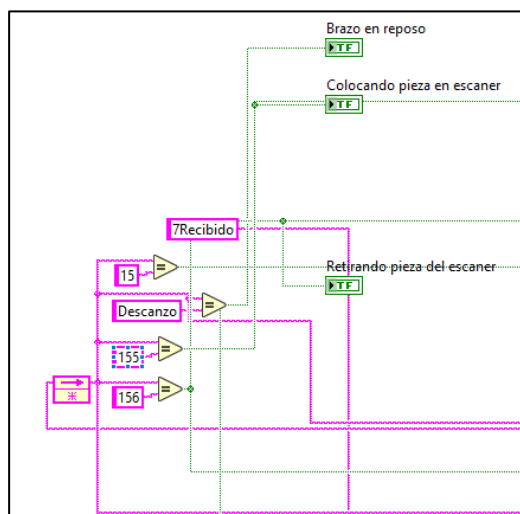 Brazo en reposo
TF
Colocando pieza en escaner
TF
7Recibido
15
Retirando pieza del escaner
TF
Descanzo
155
156